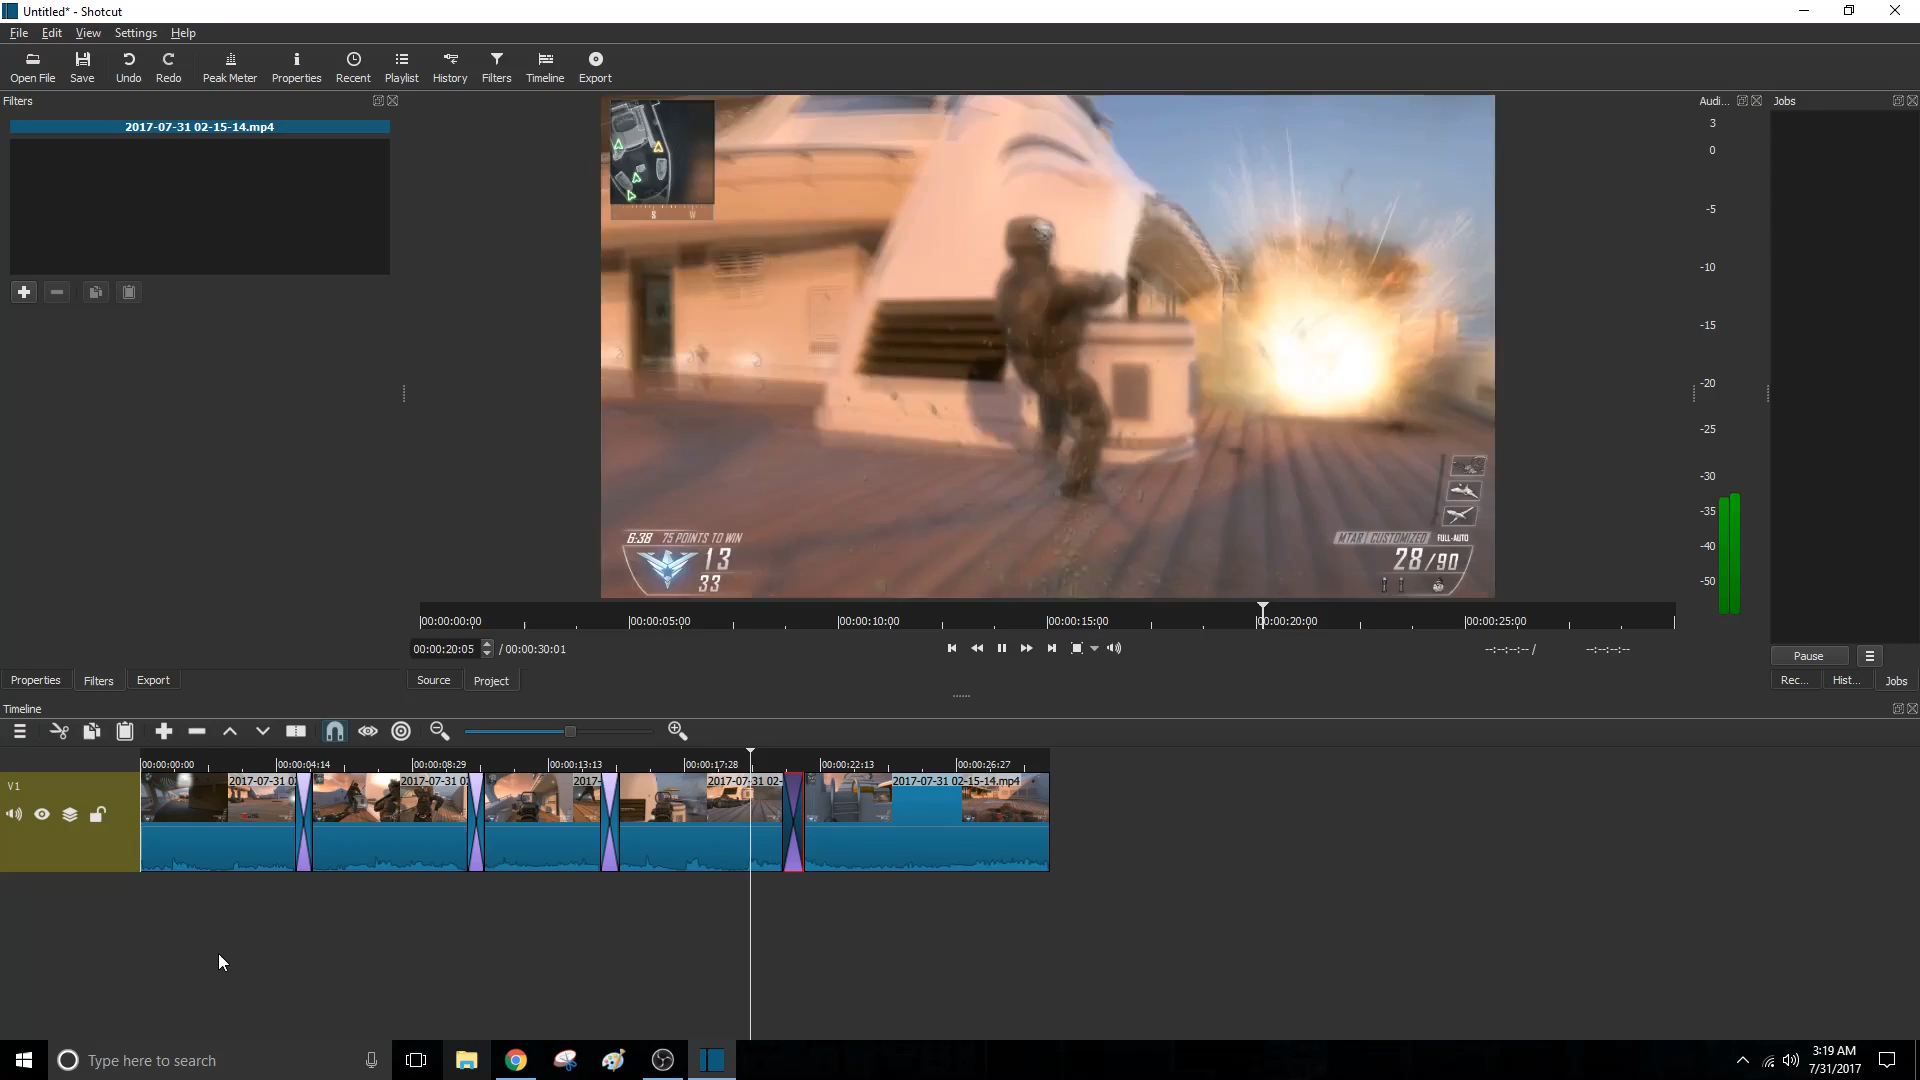 Untitled* - Shotcut
File Edit View Settings Help
Open File Save Undo Redo Peak Meter Properties Recent Playlist History Filters Timeline Export
Filters
2017-07-31 02-15-14.mp4
Audi...
Jobs
3
0
-5
-10
-15
-20
-25
-30
-35
-40
-50
S W
6:38 75 POINTS TO WIN
13
33
MTAR CUSTOMIZED FULL-AUTO
28/90
00:00:00:00 00:00:05:00 00:00:10:00 00:00:15:00 00:00:20:00 00:00:25:00
00:00:20:05 / 00:00:30:01
--:--:--:-- / --:--:--:--
Pause
Properties Filters Export
Source Project
Rec... Hist... Jobs
Timeline
00:00:00:00 00:00:04:14 00:00:08:29 00:00:13:13 00:00:17:28 00:00:22:13 00:00:26:27
V1
2017-07-31 02 2017-07-31 02 2017- 2017-07-31 02- 2017-07-31 02-15-14.mp4
Type here to search
3:19 AM
7/31/2017